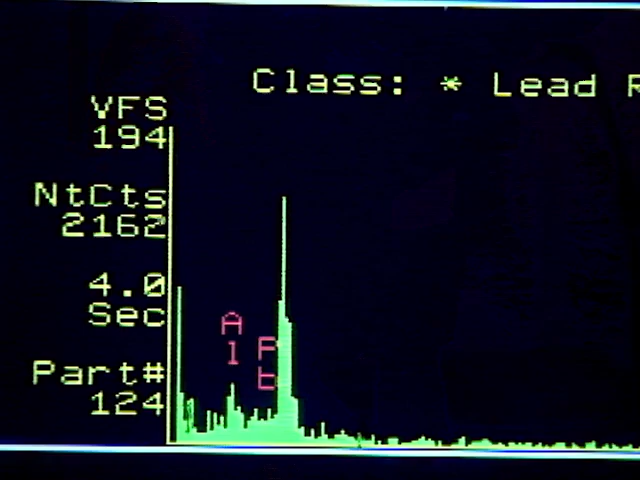 Class: * Lead R
VFS
194
NtCts
2162
4.0
Sec
Part#
124
Al
Pb